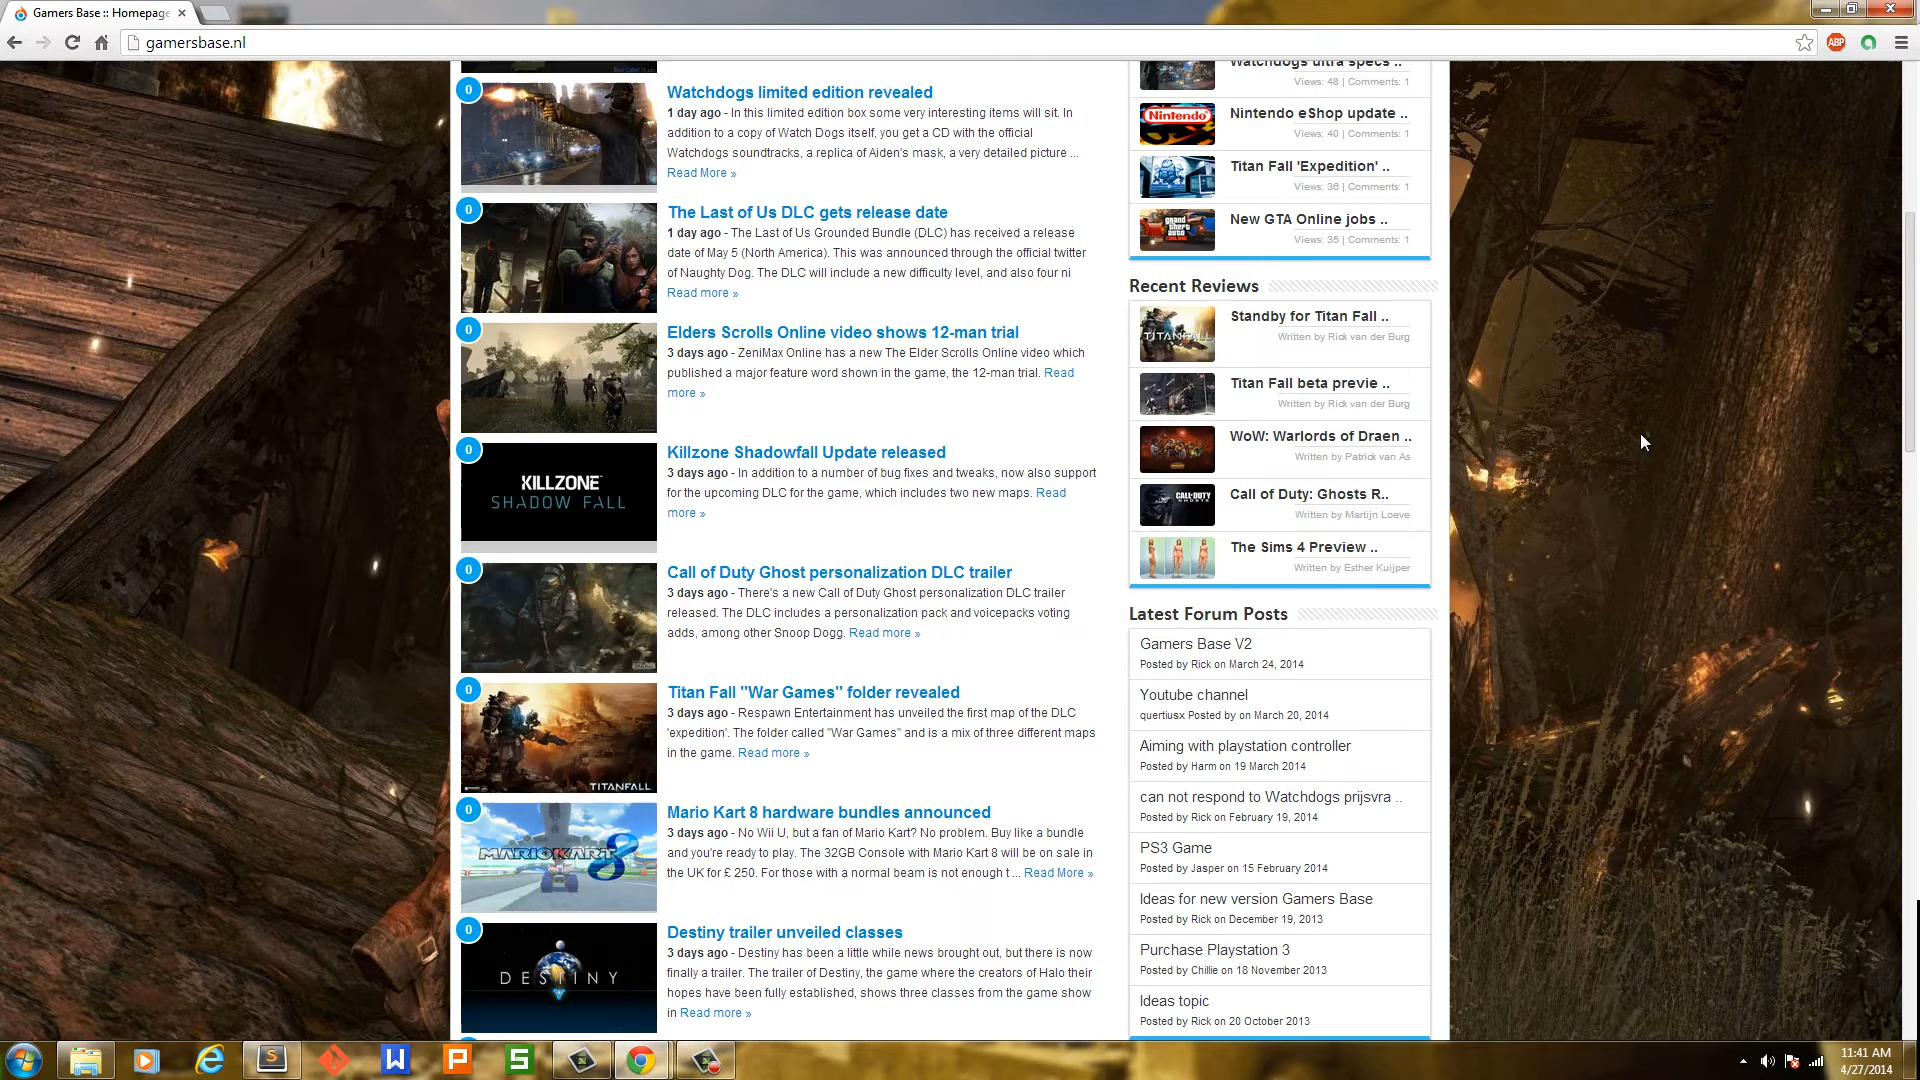 Gamers Base :: Homepage
gamersbase.nl
ABP
0
Watchdogs limited edition revealed
1 day ago - In this limited edition box some very interesting items will sit. In
addition to a copy of Watch Dogs itself, you get a CD with the official
Watchdogs soundtracks, a replica of Aiden's mask, a very detailed picture ...
Read More »
0
The Last of Us DLC gets release date
1 day ago - The Last of Us Grounded Bundle (DLC) has received a release
date of May 5 (North America). This was announced through the official twitter
of Naughty Dog. The DLC will include a new difficulty level, and also four ni
Read more »
0
Elders Scrolls Online video shows 12-man trial
3 days ago - ZeniMax Online has a new The Elder Scrolls Online video which
published a major feature word shown in the game, the 12-man trial. Read
more »
0
KILLZONE
SHADOW FALL
Killzone Shadowfall Update released
3 days ago - In addition to a number of bug fixes and tweaks, now also support
for the upcoming DLC for the game, which includes two new maps. Read
more »
0
Call of Duty Ghost personalization DLC trailer
3 days ago - There's a new Call of Duty Ghost personalization DLC trailer
released. The DLC includes a personalization pack and voicepacks voting
adds, among other Snoop Dogg. Read more »
0
TITANFALL
Titan Fall "War Games" folder revealed
3 days ago - Respawn Entertainment has unveiled the first map of the DLC
'expedition'. The folder called "War Games" and is a mix of three different maps
in the game. Read more »
0
MARIOKART 8
Mario Kart 8 hardware bundles announced
3 days ago - No Wii U, but a fan of Mario Kart? No problem. Buy like a bundle
and you're ready to play. The 32GB Console with Mario Kart 8 will be on sale in
the UK for £ 250. For those with a normal beam is not enough t ... Read More »
0
DESTINY
Destiny trailer unveiled classes
3 days ago - Destiny has been a little while news brought out, but there is now
finally a trailer. The trailer of Destiny, the game where the creators of Halo their
hopes have been fully established, shows three classes from the game show
in Read more »
Watchdogs ultra specs ..
Views: 48 | Comments: 1
Nintendo
Nintendo eShop update ..
Views: 40 | Comments: 1
Titan Fall 'Expedition' ..
Views: 36 | Comments: 1
grand theft auto ONLINE
New GTA Online jobs ..
Views: 35 | Comments: 1
Recent Reviews
TITANFALL
Standby for Titan Fall ..
Written by Rick van der Burg
Titan Fall beta previe ..
Written by Rick van der Burg
WoW: Warlords of Draen ..
Written by Patrick van As
CALL·DUTY
GHOSTS
Call of Duty: Ghosts R..
Written by Martijn Loeve
The Sims 4 Preview ..
Written by Esther Kuijper
Latest Forum Posts
Gamers Base V2
Posted by Rick on March 24, 2014
Youtube channel
quertiusx Posted by on March 20, 2014
Aiming with playstation controller
Posted by Harm on 19 March 2014
can not respond to Watchdogs prijsvra ..
Posted by Rick on February 19, 2014
PS3 Game
Posted by Jasper on 15 February 2014
Ideas for new version Gamers Base
Posted by Rick on December 19, 2013
Purchase Playstation 3
Posted by Chillie on 18 November 2013
Ideas topic
Posted by Rick on 20 October 2013
W
P
S
11:41 AM
4/27/2014